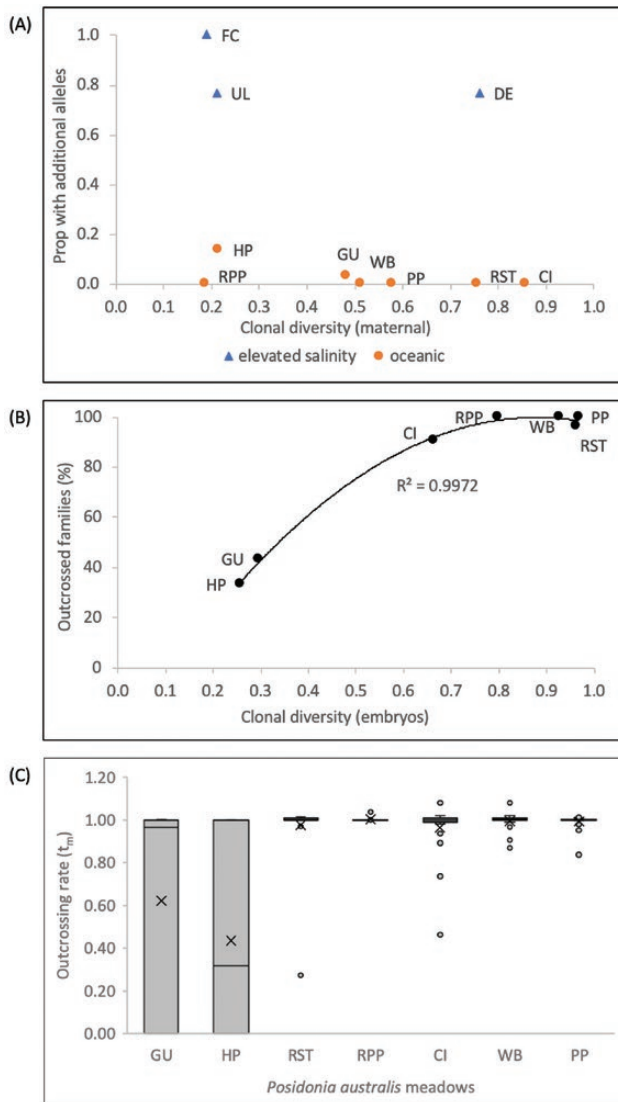 (A)
Prop with additional alleles
1.0
0.8
0.6
0.4
0.2
0.0
FC
UL
DE
HP
GU
WB
RPP
PP
RST
CI
0.0 0.1 0.2 0.3 0.4 0.5 0.6 0.7 0.8 0.9 1.0
Clonal diversity (maternal)
elevated salinity oceanic
(B)
Outcrossed families (%)
100
80
60
40
20
0
RPP
PP
CI
WB
RST
R² = 0.9972
GU
HP
0.0 0.1 0.2 0.3 0.4 0.5 0.6 0.7 0.8 0.9 1.0
Clonal diversity (embryos)
(C)
Outcrossing rate (tm)
1.20
1.00
0.80
0.60
0.40
0.20
0.00
GU HP RST RPP CI WB PP
Posidonia australis meadows